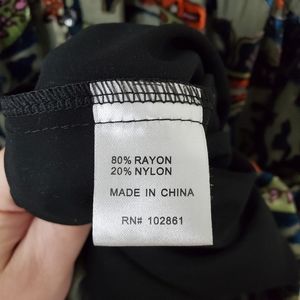 80% RAYON
20% NYLON
MADE IN CHINA
RN# 102861